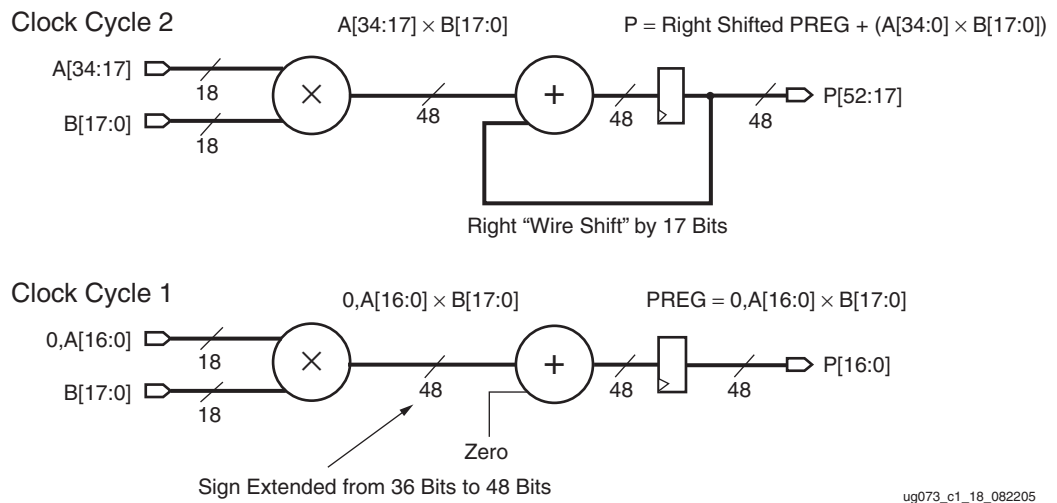 Clock Cycle 2
A[34:17] × B[17:0]
P = Right Shifted PREG + (A[34:0] × B[17:0])
A[34:17]
18
×
48
+
48
48
P[52:17]
B[17:0]
18
Right “Wire Shift” by 17 Bits
Clock Cycle 1
0,A[16:0] × B[17:0]
PREG = 0,A[16:0] × B[17:0]
0,A[16:0]
18
×
48
+
48
48
P[16:0]
B[17:0]
18
Zero
Sign Extended from 36 Bits to 48 Bits
ug073_c1_18_082205